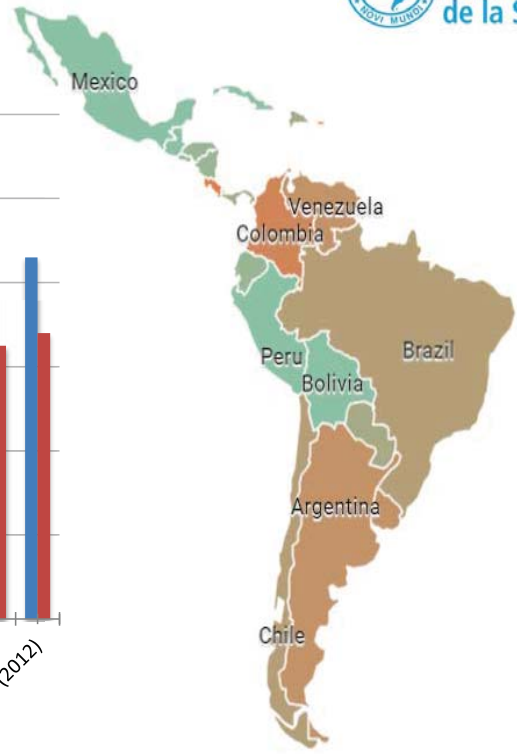 NOVI MUNDI
de la S
Mexico
Venezuela
Colombia
Peru
Brazil
Bolivia
Argentina
Chile
(2012)